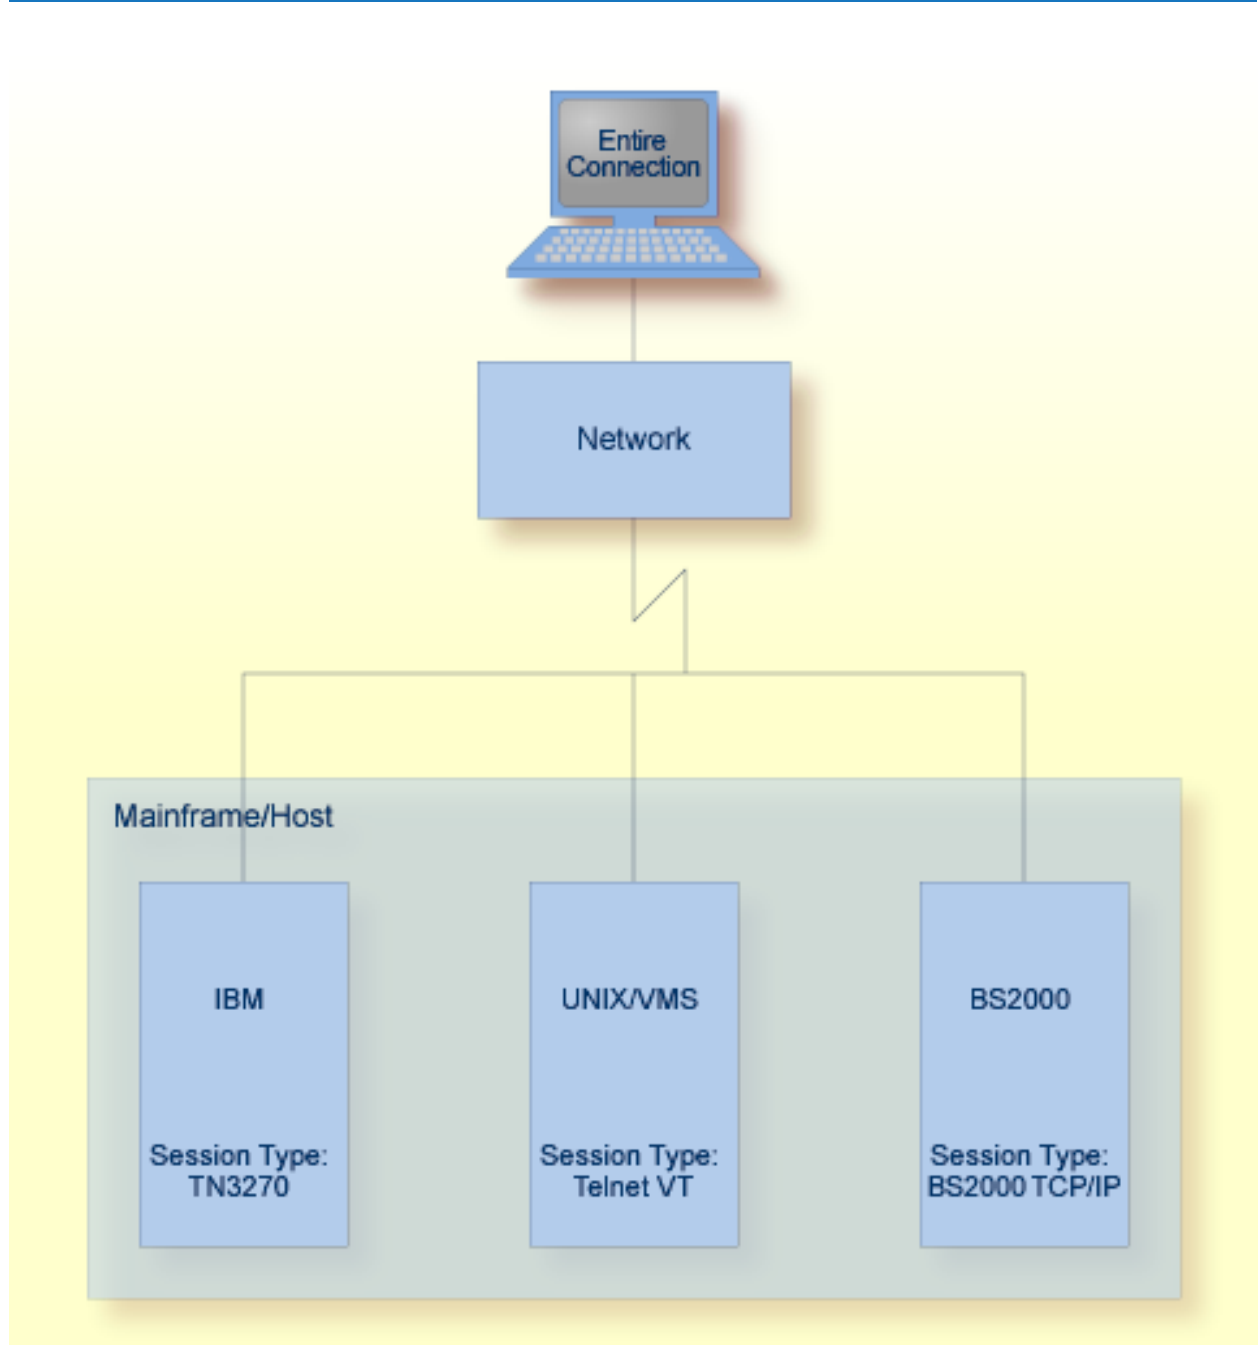 Entire
Connection
Network
Mainframe/Host
IBM
UNIX/VMS
BS2000
Session Type:
TN3270
Session Type:
Telnet VT
Session Type:
BS2000 TCP/IP